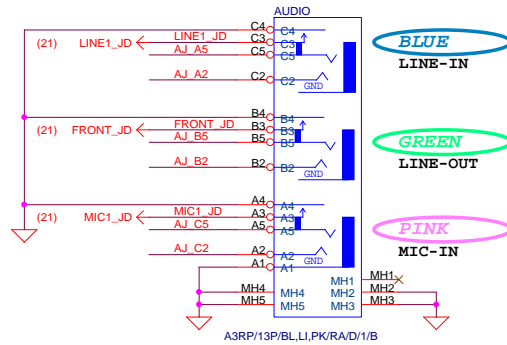 AUDIO
C4 C4
(21) LINE1_JD LINE1_JD C3 C3
AJ_A5 C5 C5
AJ_A2 C2 C2
GND
BLUE
LINE-IN
B4 B4
(21) FRONT_JD FRONT_JD B3 B3
AJ_B5 B5 B5
AJ_B2 B2 B2
GND
GREEN
LINE-OUT
A4 A4
(21) MIC1_JD MIC1_JD A3 A3
AJ_C5 A5 A5
AJ_C2 A2 A2
GND
A1 A1
PINK
MIC-IN
MH1 MH1
MH4 MH4 MH2 MH2
MH5 MH5 MH3 MH3
A3RP/13P/BL,LI,PK/RA/D/1/B